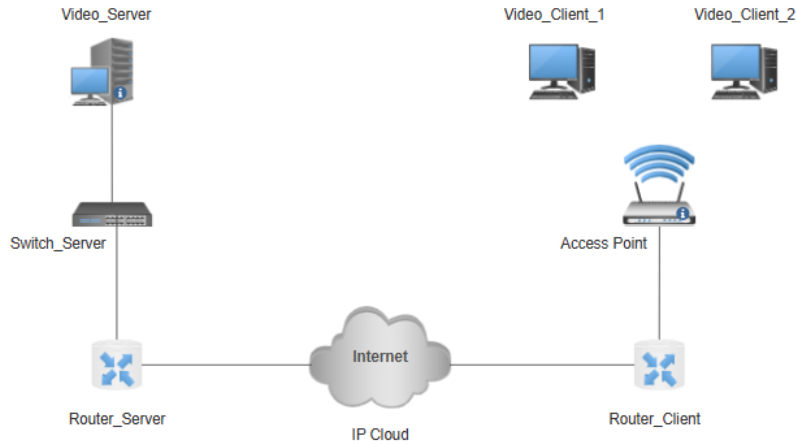 Video_Server
Video_Client_1
Video_Client_2
Switch_Server
Access Point
Internet
Router_Server
Router_Client
IP Cloud